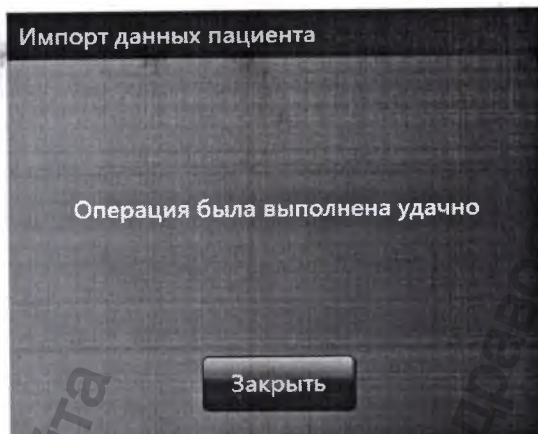 Импорт данных пациента
Операция была выполнена удачно
Закрыть